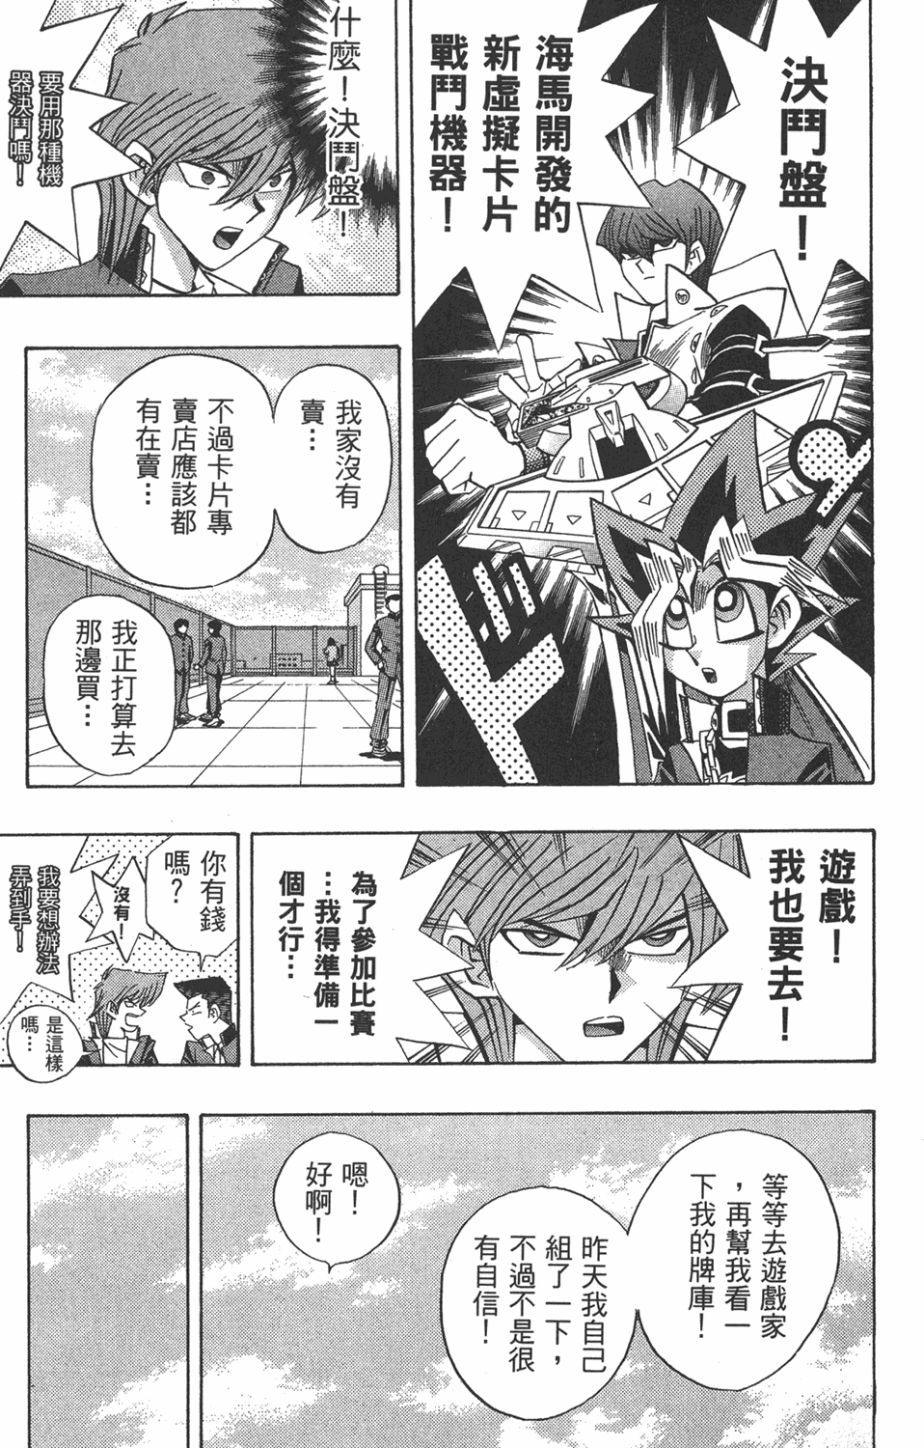 決鬥盤！
海馬開發的
新虛擬卡片
戰鬥機器！
什麼！決鬥盤！
要用那種機
器決鬥嗎！
我家沒有
賣…
不過卡片專
賣店應該都
有在賣…
我正打算去
那邊買…
遊戲！
我也要去！
為了參加比賽
…我得準備一
個才行…
你有錢
嗎？
沒有！
我要想辦法
弄到手！
是這樣
嗎…
等等去遊戲家
，再幫我看一
下我的牌庫！
昨天我自己
組了一下，
不過不是很
有自信！
嗯！
好啊！